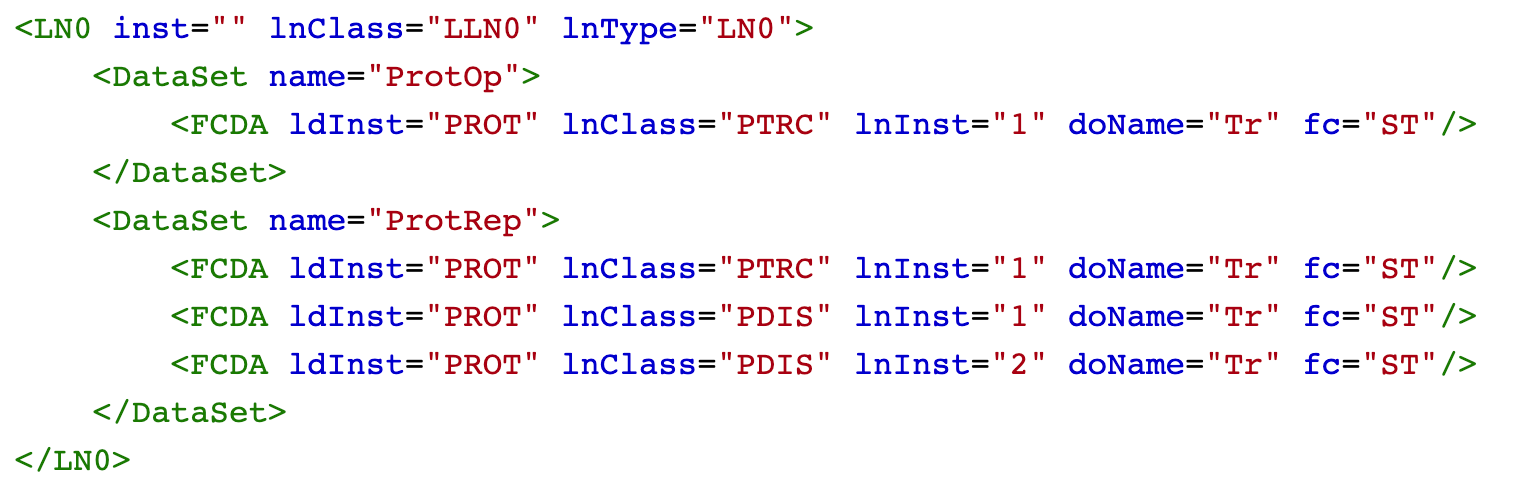 <LN0 inst="" lnClass="LLN0" lnType="LN0">
    <DataSet name="ProtOp">
        <FCDA ldInst="PROT" lnClass="PTRC" lnInst="1" doName="Tr" fc="ST"/>
    </DataSet>
    <DataSet name="ProtRep">
        <FCDA ldInst="PROT" lnClass="PTRC" lnInst="1" doName="Tr" fc="ST"/>
        <FCDA ldInst="PROT" lnClass="PDIS" lnInst="1" doName="Tr" fc="ST"/>
        <FCDA ldInst="PROT" lnClass="PDIS" lnInst="2" doName="Tr" fc="ST"/>
    </DataSet>
</LN0>